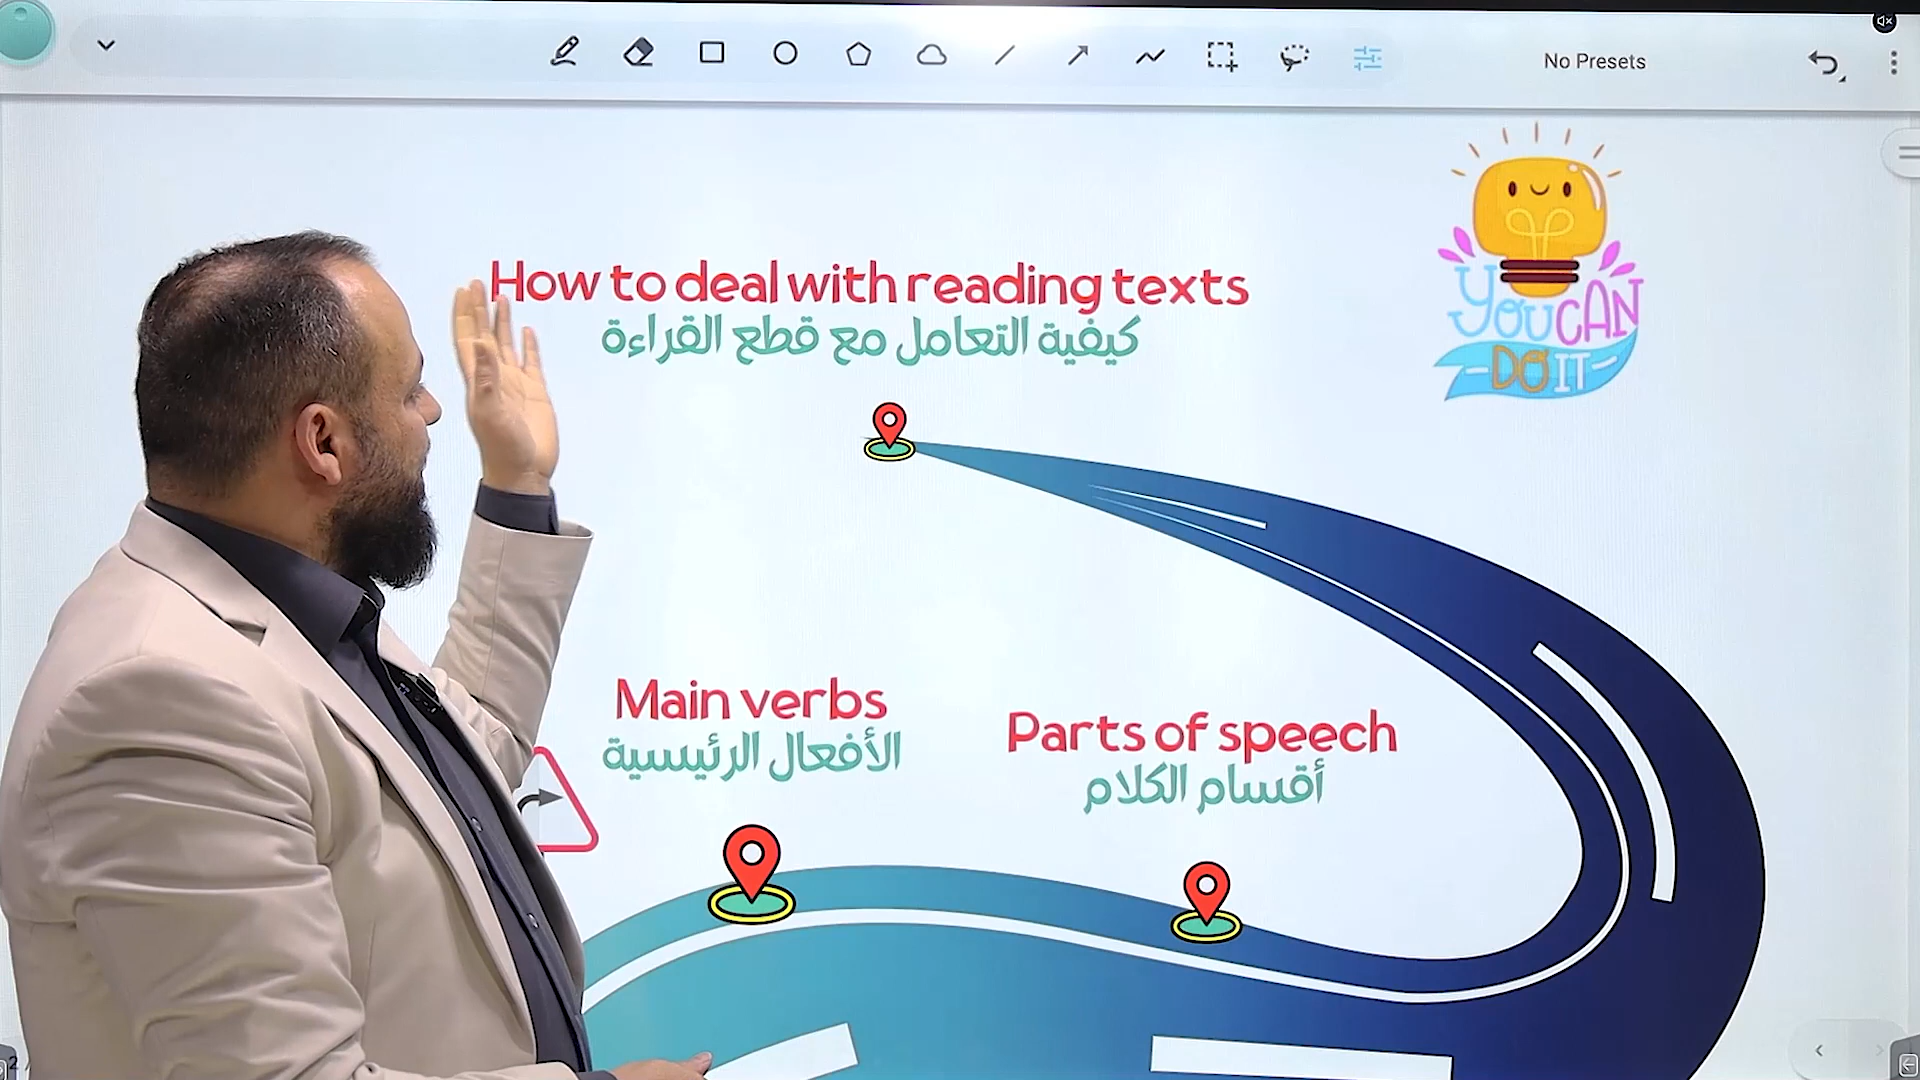 No Presets
How to deal with reading texts
كيفية التعامل مع قطع القراءة
YOU CAN
DO IT
Main verbs
الأفعال الرئيسية
Parts of speech
أقسام الكلام
2